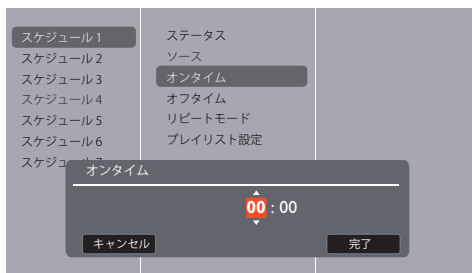 スケジュール 1
スケジュール 2
スケジュール 3
スケジュール 4
スケジュール 5
スケジュール 6
スケジュ
ステータス
ソース
オンタイム
オフタイム
リピートモード
プレイリスト設定
オンタイム
00 : 00
キャンセル
完了